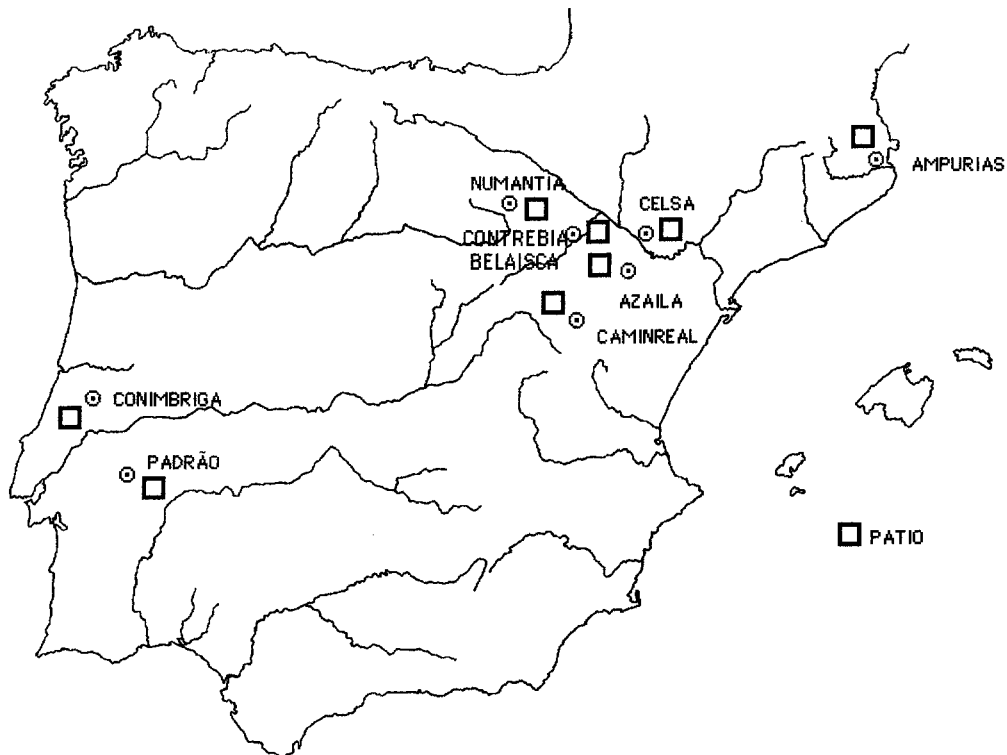 AMPURIAS
NUMANTIA
CELSA
CONTREBIA
BELAISCA
AZAILA
CAMINREAL
CONIMBRIGA
PADRÃO
PATIO